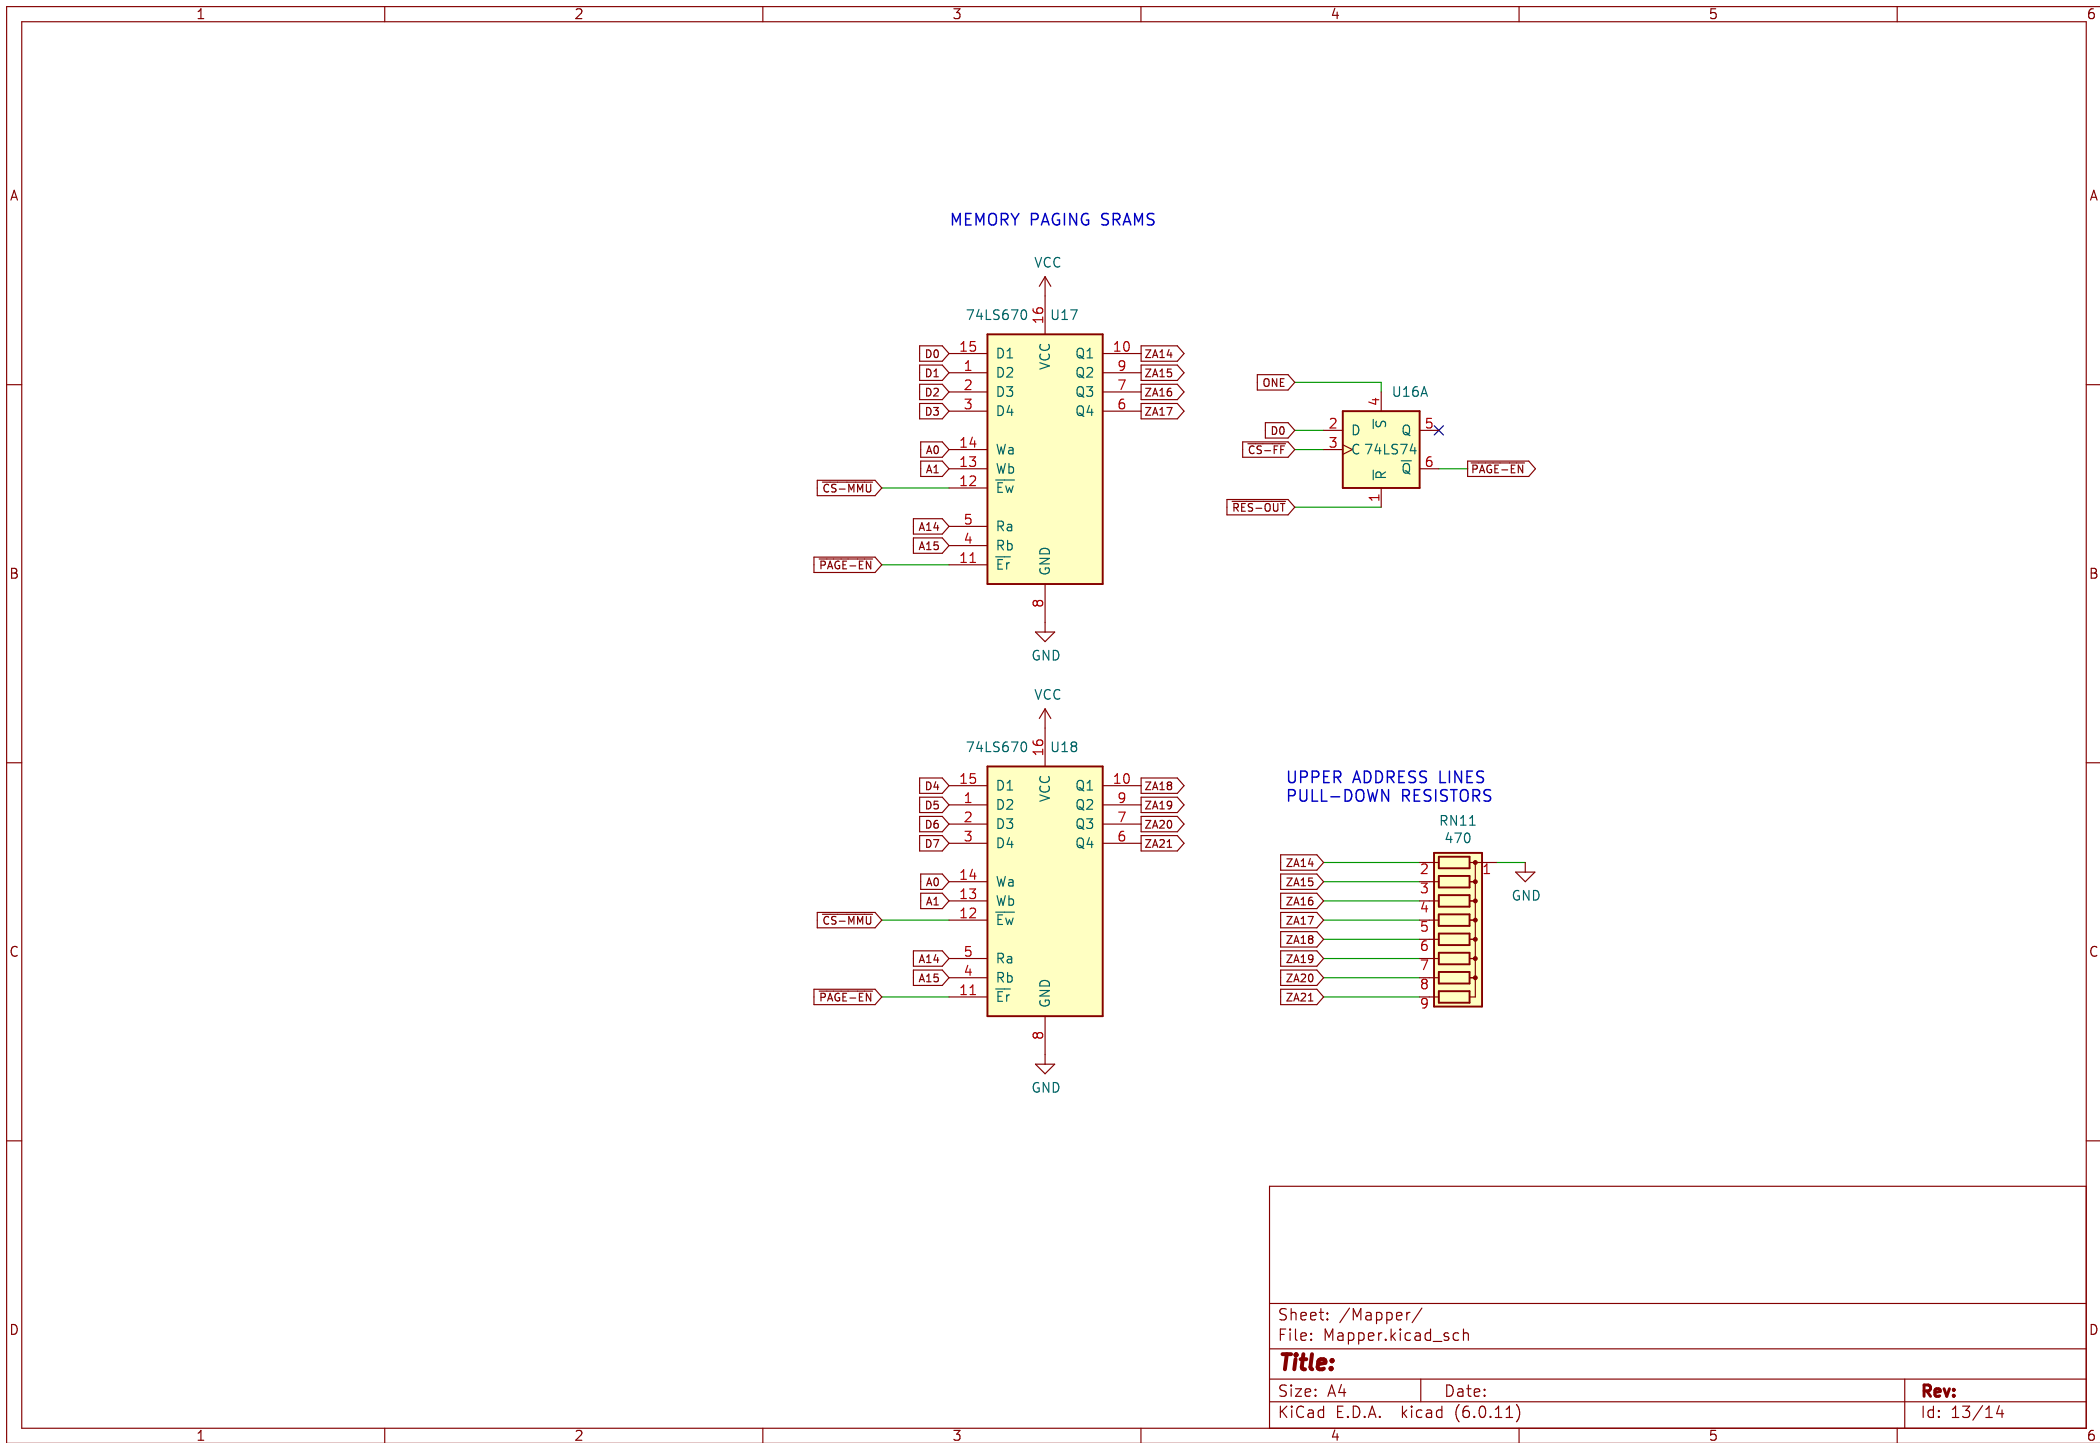 1 2 3 4 5 6
A A
MEMORY PAGING SRAMS
VCC
74LS670 16 U17
D0 15 D1 VCC Q1 10 ZA14
D1 1 D2 Q2 9 ZA15
D2 2 D3 Q3 7 ZA16
D3 3 D4 Q4 6 ZA17
A0 14 Wa
A1 13 Wb
CS-MMU 12 Ew
A14 5 Ra
A15 4 Rb
PAGE-EN 11 Er GND
8
GND
ONE
4 U16A
D0 2 D S Q 5
CS-FF 3 C 74LS74
R Q 6 PAGE-EN
RES-OUT 1
B B
VCC
74LS670 16 U18
D4 15 D1 VCC Q1 10 ZA18
D5 1 D2 Q2 9 ZA19
D6 2 D3 Q3 7 ZA20
D7 3 D4 Q4 6 ZA21
A0 14 Wa
A1 13 Wb
CS-MMU 12 Ew
A14 5 Ra
A15 4 Rb
PAGE-EN 11 Er GND
8
GND
UPPER ADDRESS LINES
PULL-DOWN RESISTORS
RN11
470
ZA14 2 1
ZA15 3 GND
ZA16 4
ZA17 5
ZA18 6
ZA19 7
ZA20 8
ZA21 9
C C
Sheet: /Mapper/
File: Mapper.kicad_sch
D D
Title:
Size: A4 Date: Rev:
KiCad E.D.A. kicad (6.0.11) Id: 13/14
1 2 3 4 5 6